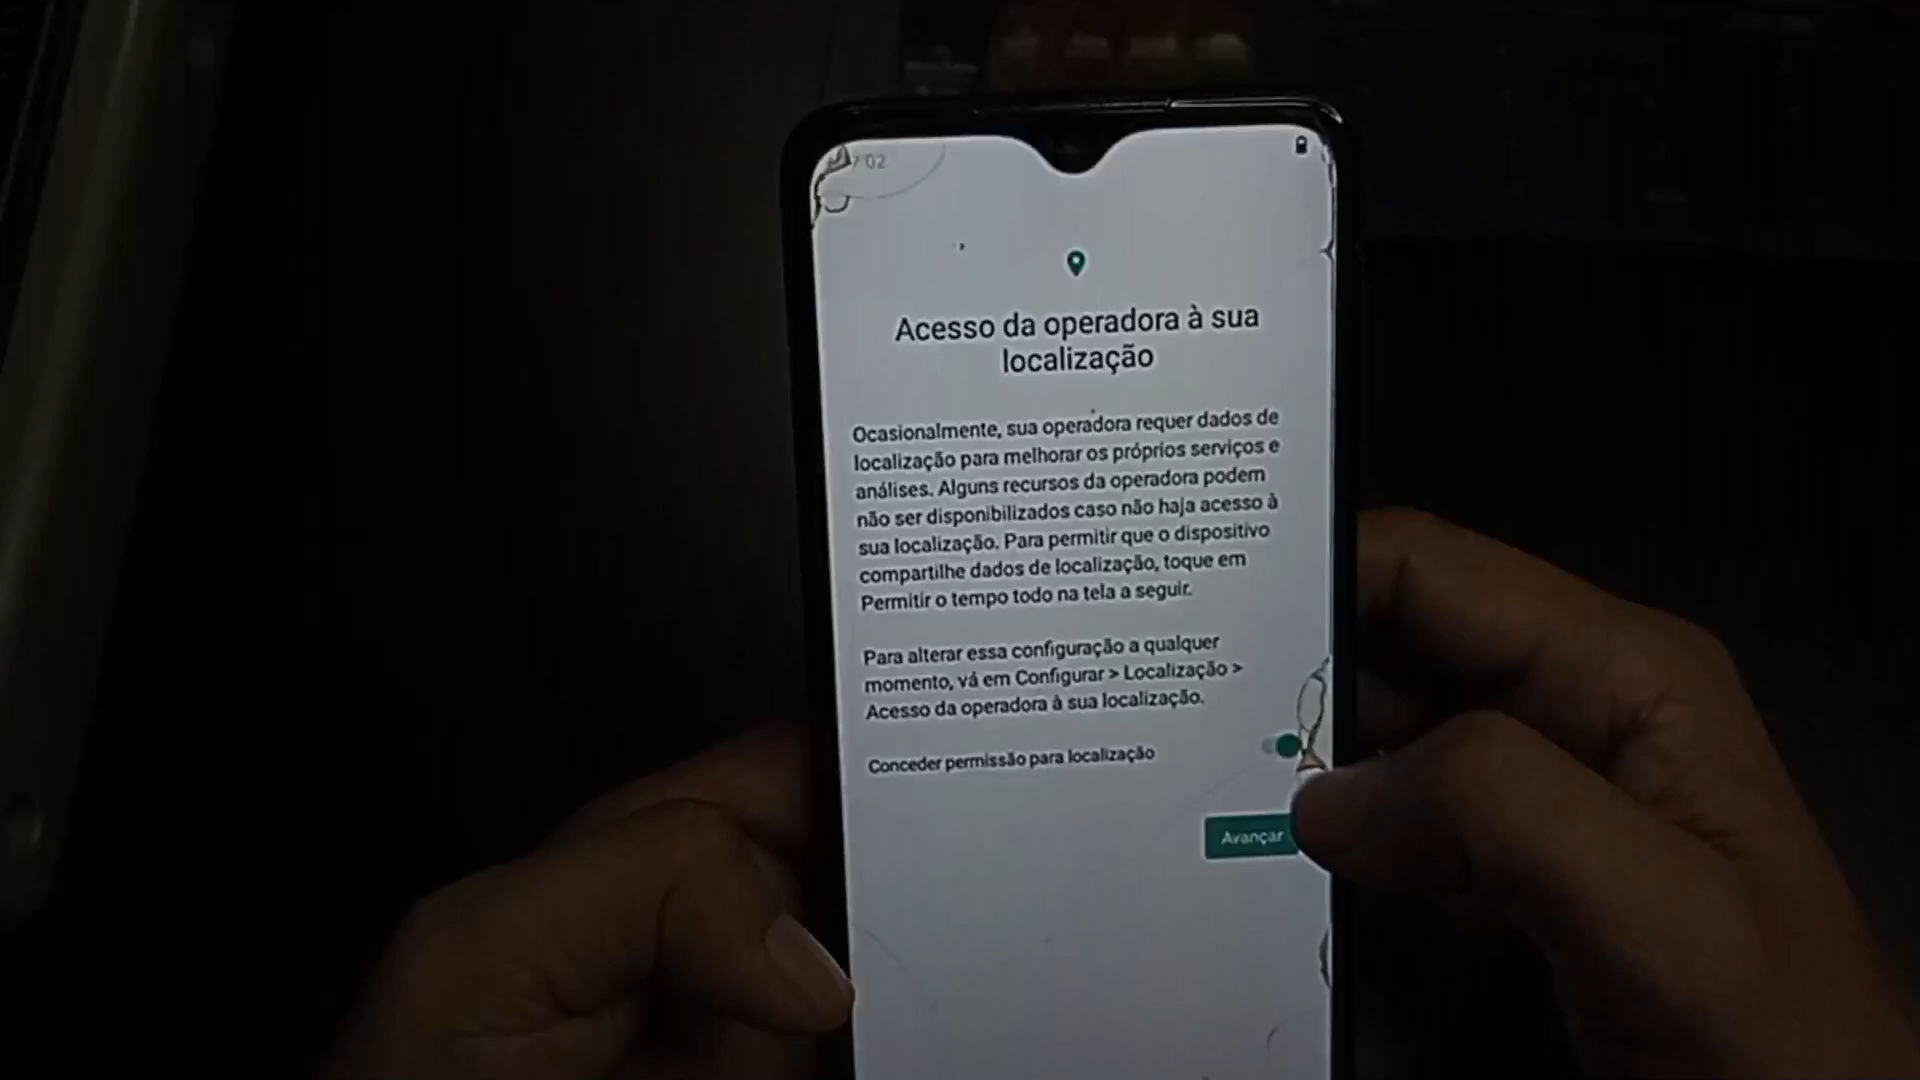 02
Acesso da operadora à sua
localização
Ocasionalmente, sua operadora requer dados de
localização para melhorar os próprios serviços e
análises. Alguns recursos da operadora podem
não ser disponibilizados caso não haja acesso à
sua localização. Para permitir que o dispositivo
compartilhe dados de localização, toque em
Permitir o tempo todo na tela a seguir.
Para alterar essa configuração a qualquer
momento, vá em Configurar > Localização >
Acesso da operadora à sua localização.
Conceder permissão para localização
Avançar